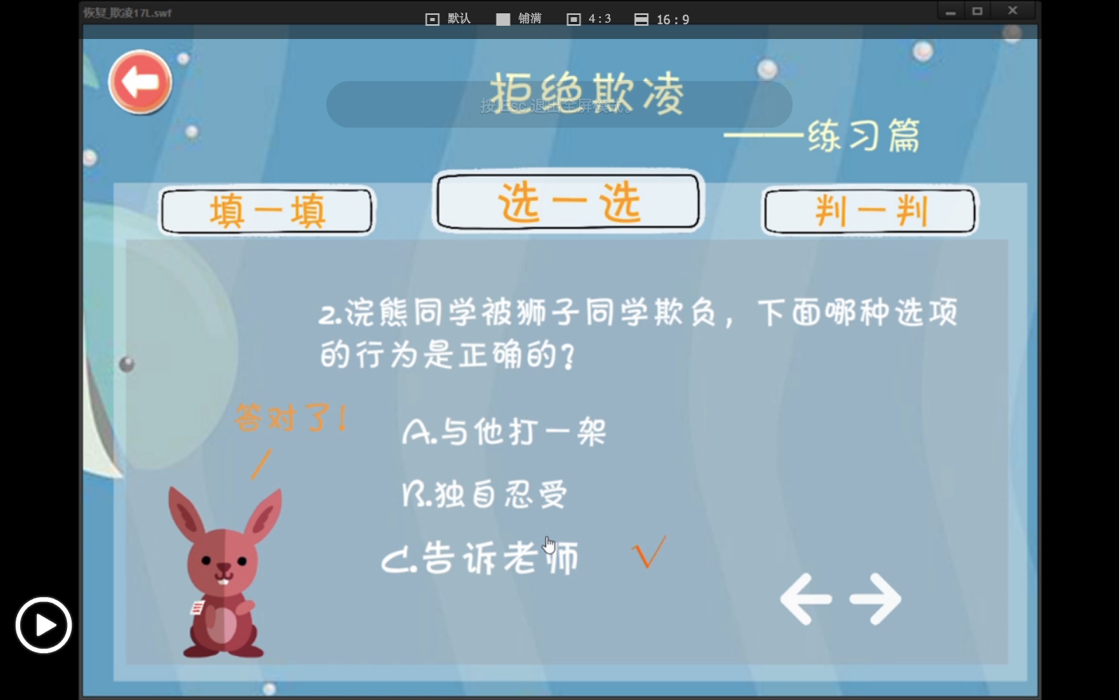 恢复_欺凌17L.swf
默认 铺满 4:3 16:9
拒绝欺凌
——练习篇
填一填 选一选 判一判
2.浣熊同学被狮子同学欺负，下面哪种选项
的行为是正确的？
答对了！
A.与他打一架
B.独自忍受
C.告诉老师